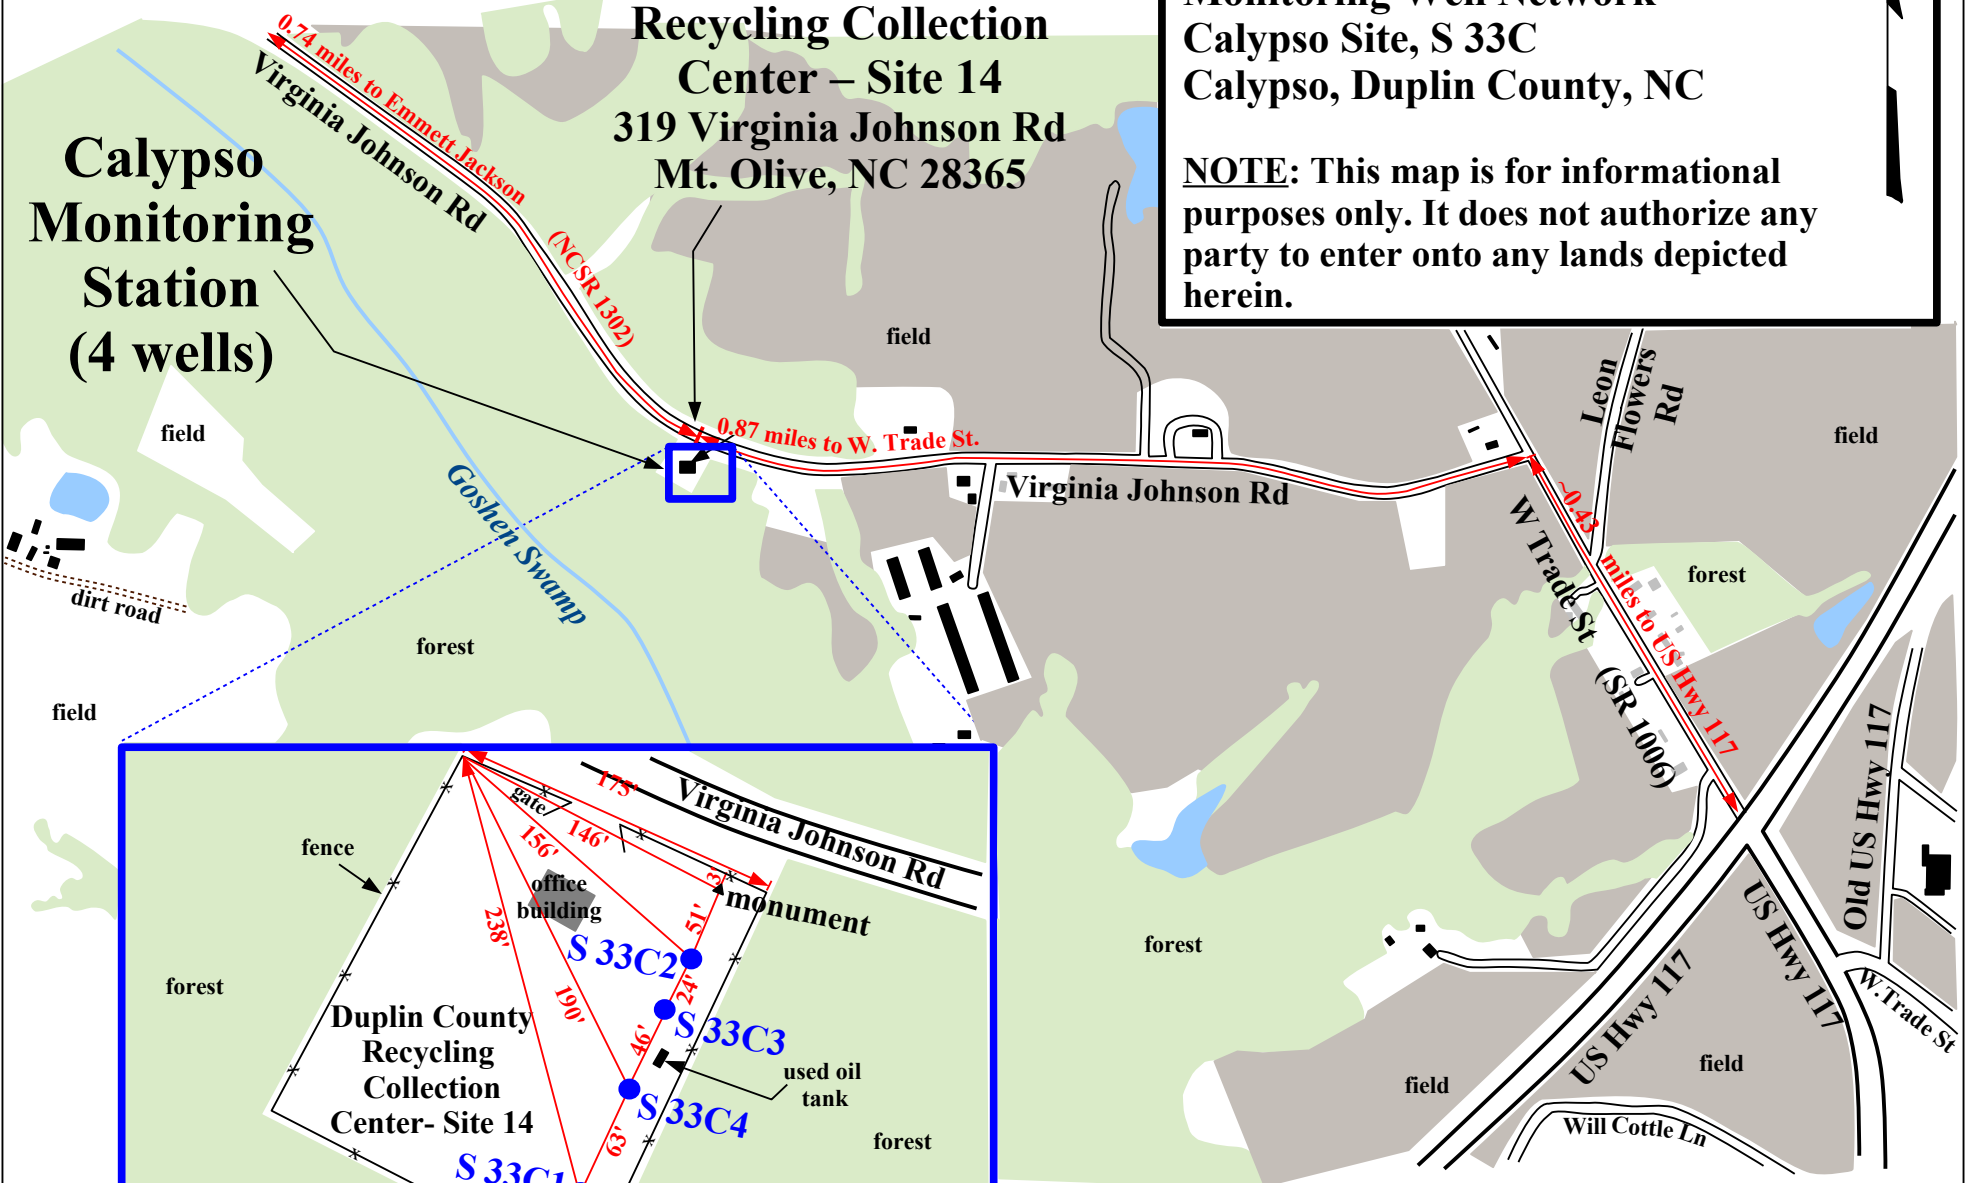 Recycling Collection
Center – Site 14
319 Virginia Johnson Rd
Mt. Olive, NC 28365
Monitoring Well Network
Calypso Site, S 33C
Calypso, Duplin County, NC
NOTE: This map is for informational
purposes only. It does not authorize any
party to enter onto any lands depicted
herein.
0.74 miles to Emmett Jackson
Virginia Johnson Rd
(NCSR 1302)
Calypso
Monitoring
Station
(4 wells)
field
field
Leon
Flowers
Rd
field
0.87 miles to W. Trade St.
Virginia Johnson Rd
~0.43 miles to US Hwy 117
W Trade St
(SR 1006)
forest
Goshen Swamp
dirt road
forest
field
Old US Hwy 117
US Hwy 117
US Hwy 117
W.Trade St
forest
field
field
Will Cottle Ln
175'
gate
Virginia Johnson Rd
146'
156'
fence
office
building
3'
monument
51'
238'
S 33C2
24'
190'
S 33C3
46'
forest
Duplin County
Recycling
Collection
Center- Site 14
used oil
tank
S 33C4
63'
forest
S 33C1